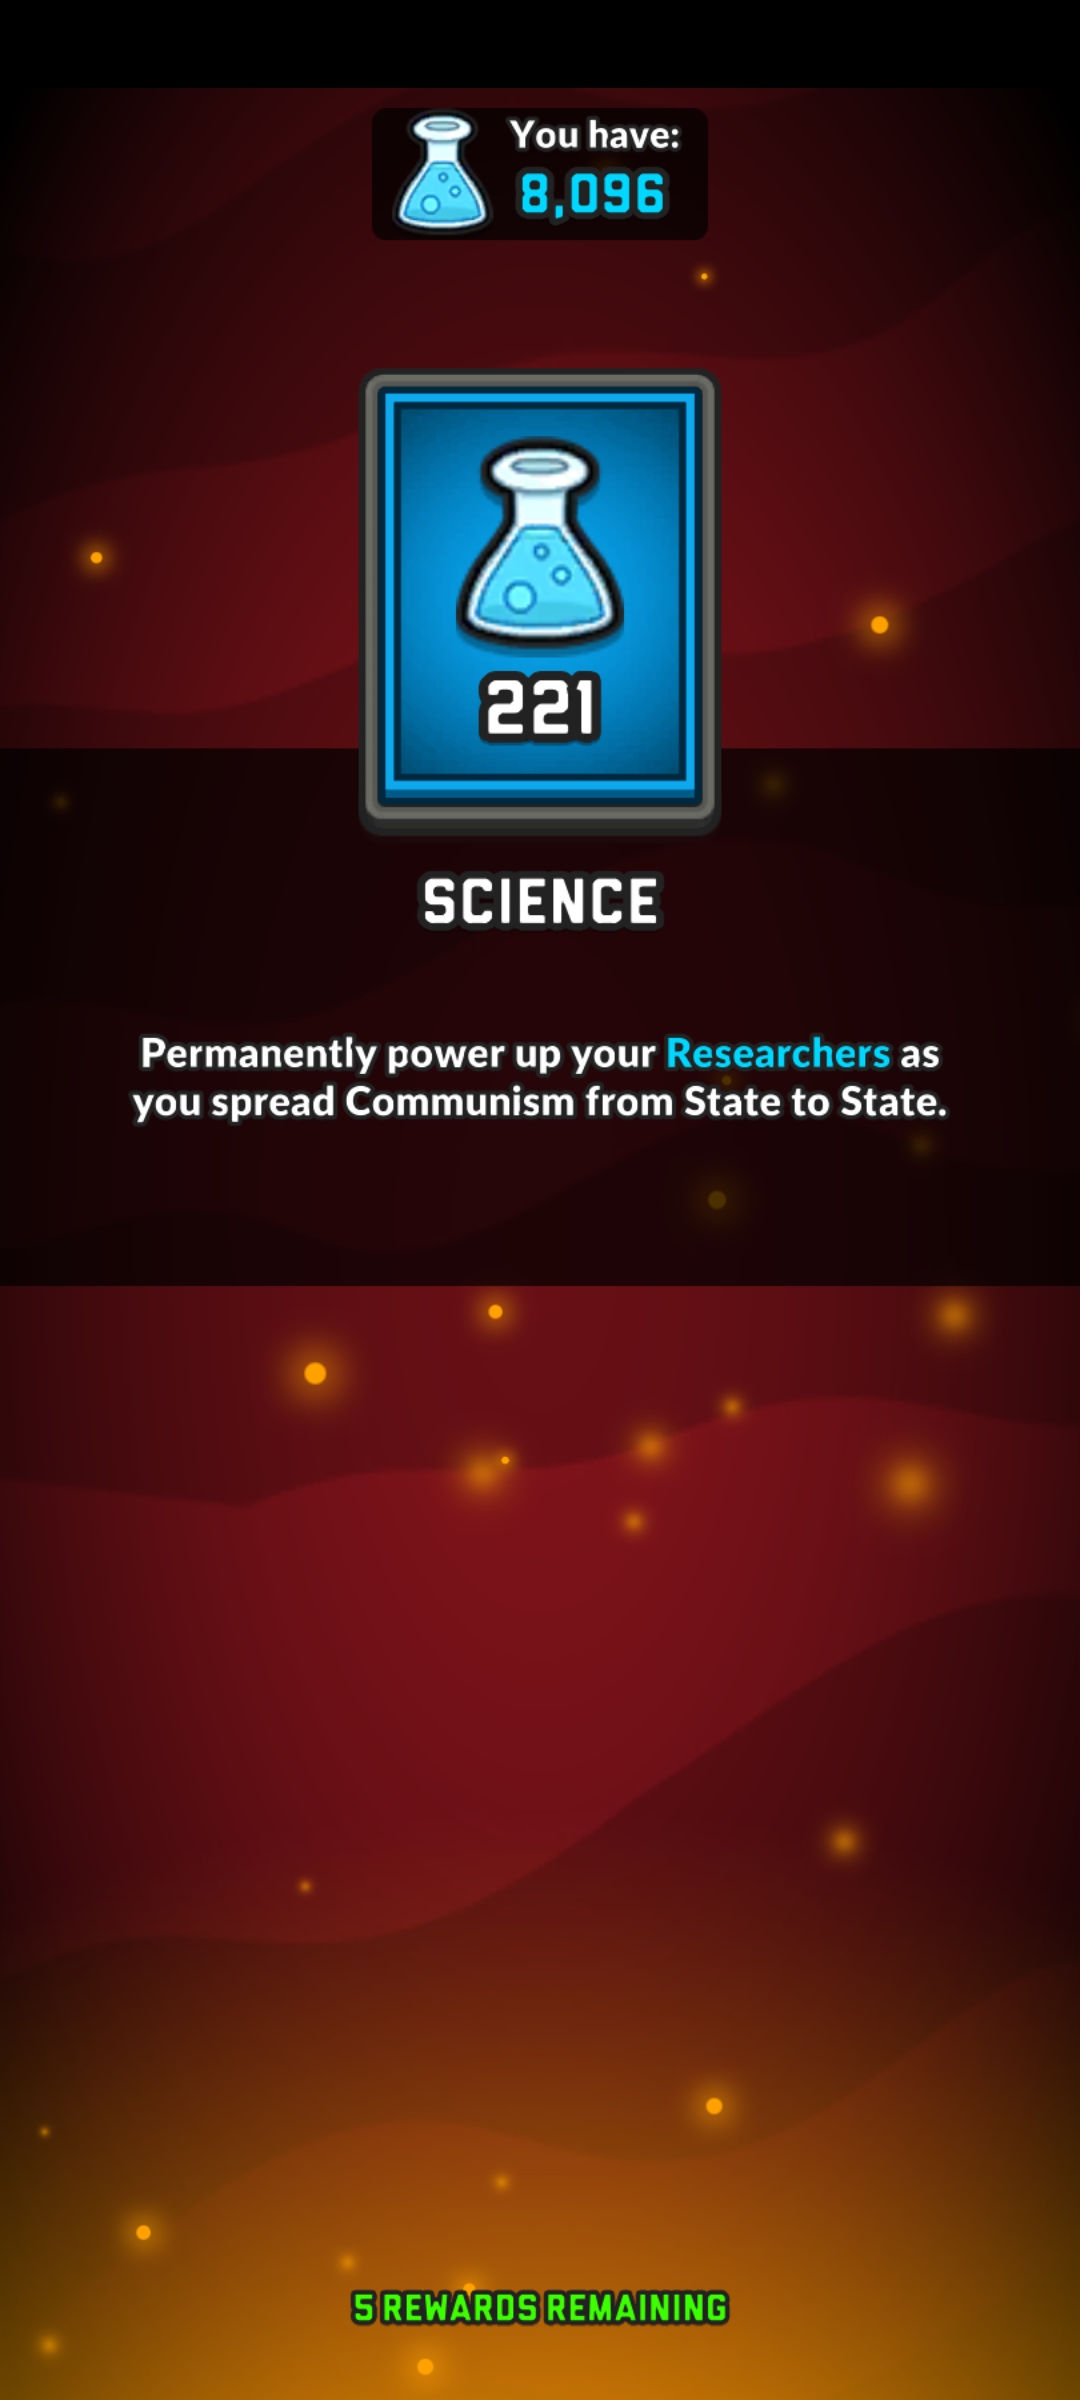 You have:
8,096
221
SCIENCE
Permanently power up your Researchers as
you spread Communism from State to State.
5 REWARDS REMAINING